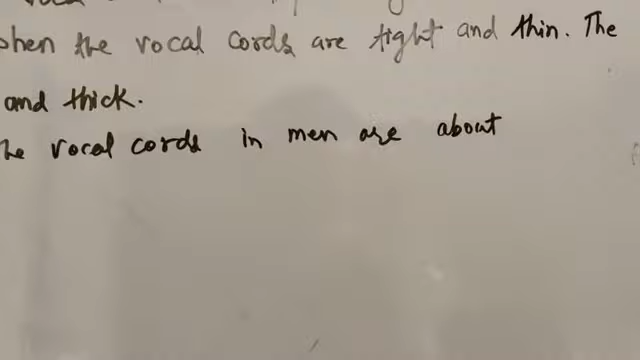 when the vocal cords are tight and thin. The
and thick.
The vocal cords in men are about